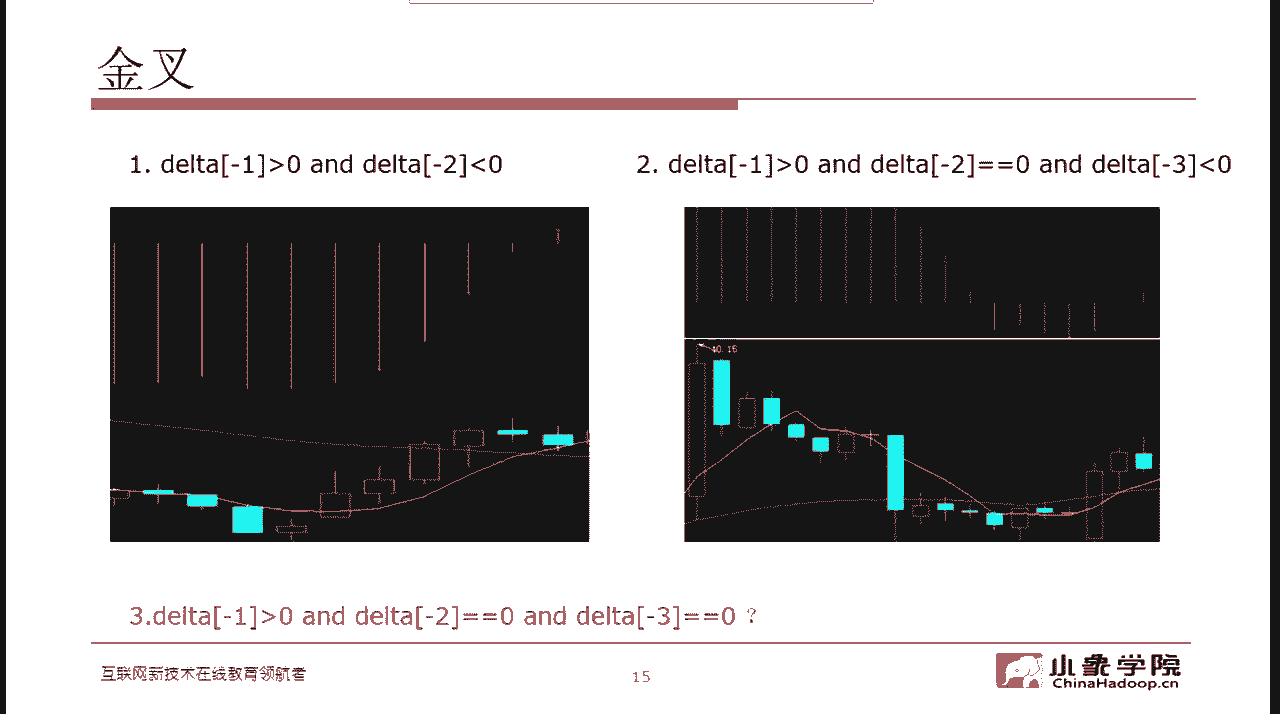 金叉
1. delta[-1]>0 and delta[-2]<0
2. delta[-1]>0 and delta[-2]==0 and delta[-3]<0
40.15
3.delta[-1]>0 and delta[-2]==0 and delta[-3]==0 ?
互联网新技术在线教育领航者
15
小象学院
ChinaHadoop.cn